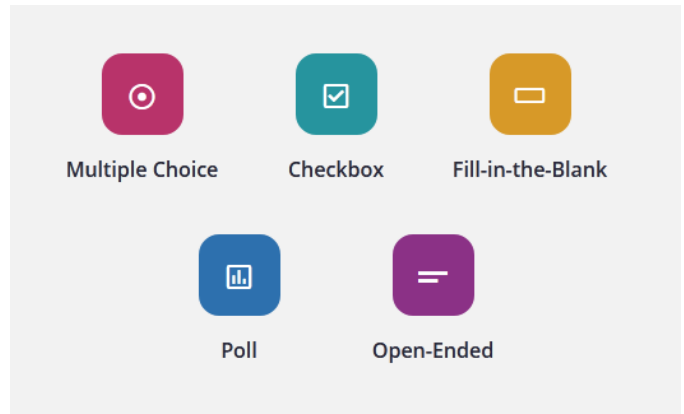 Multiple Choice
Checkbox
Fill-in-the-Blank
Poll
Open-Ended